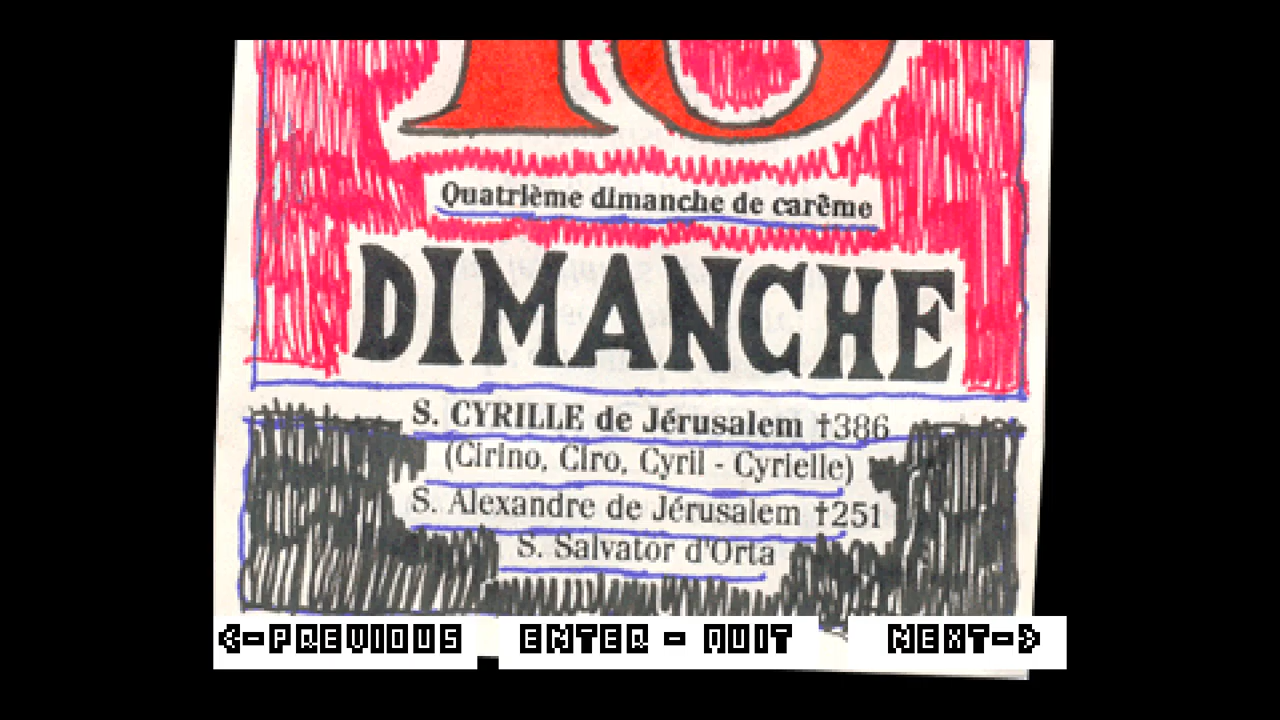 Quatrième dimanche de carême
DIMANCHE
S. CYRILLE de Jérusalem †386
(Cirino, Ciro, Cyril - Cyrielle)
S. Alexandre de Jérusalem †251
S. Salvator d'Orta
<-PREVIOUS ENTER - QUIT NEXT->